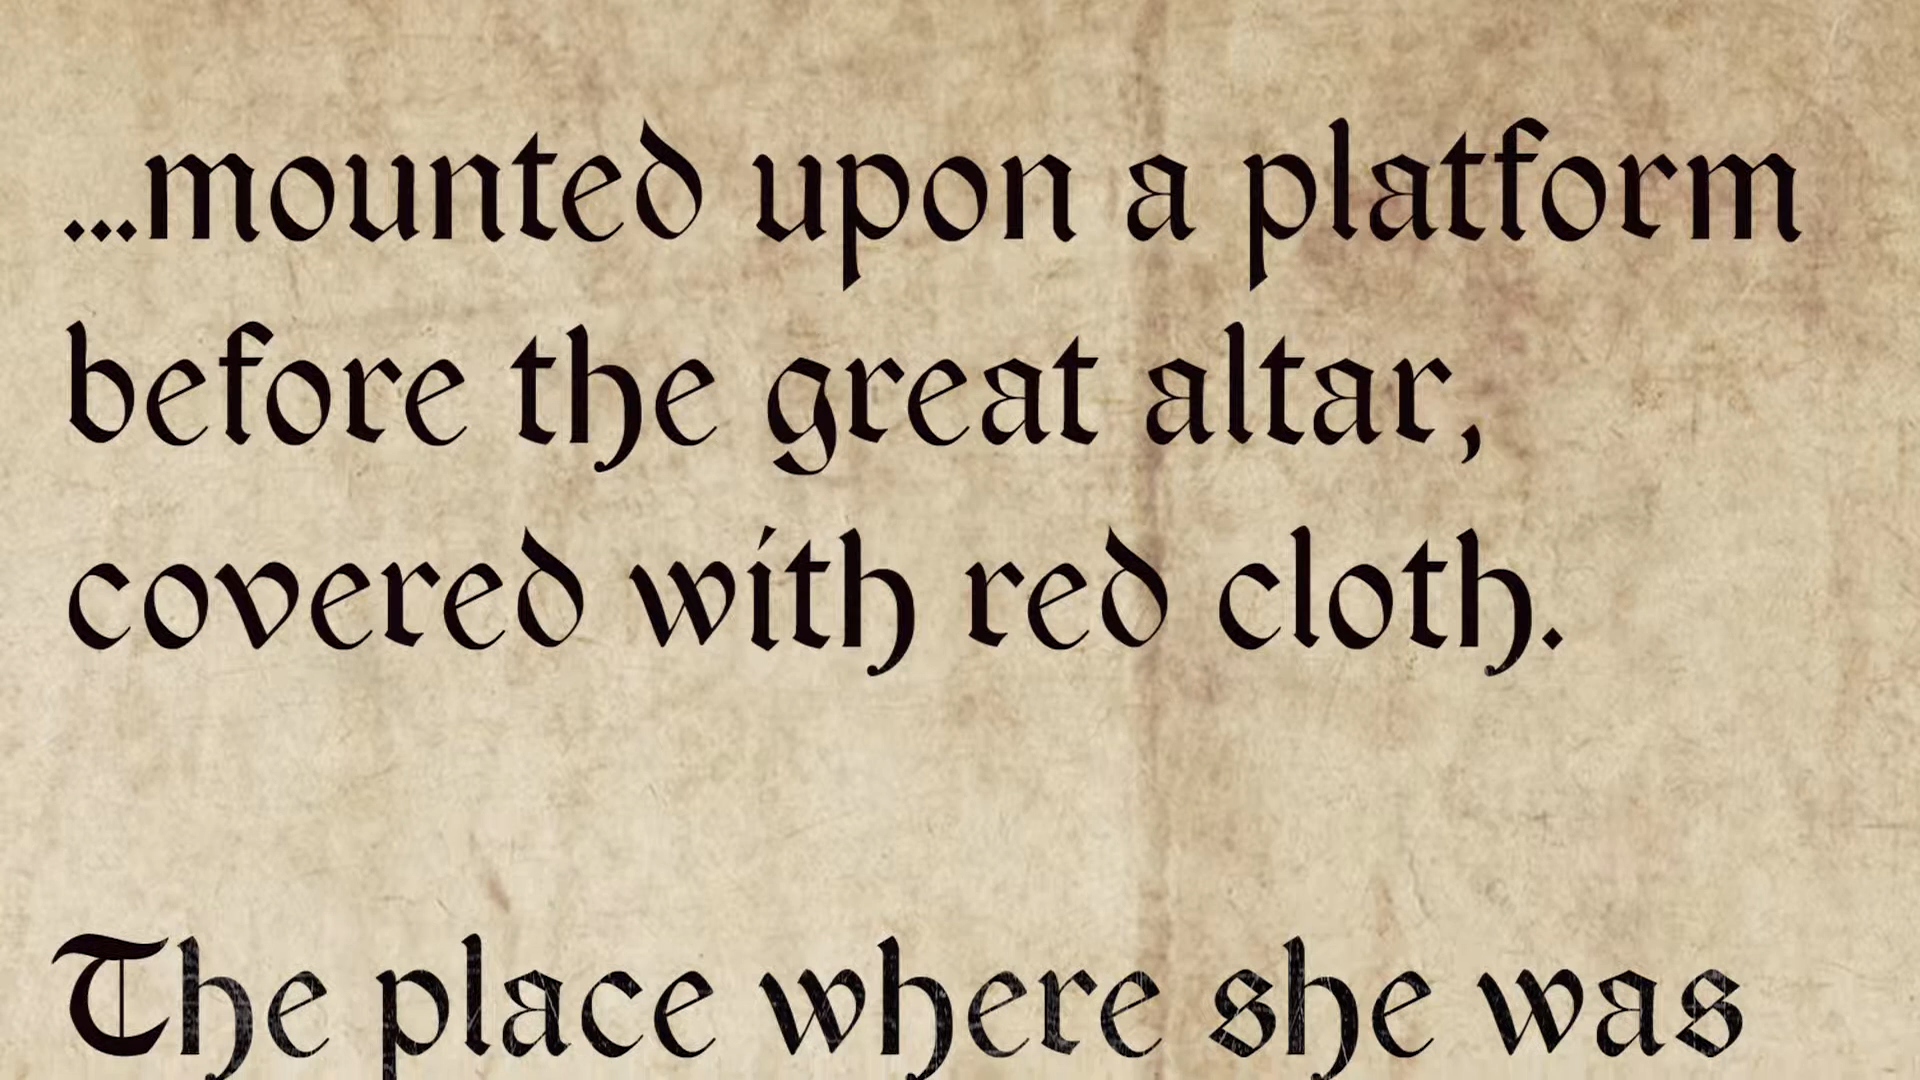 ...mounted upon a platform
before the great altar,
covered with red cloth.
The place where she was